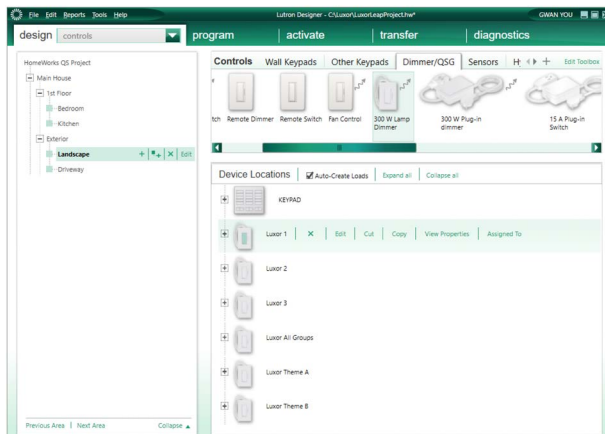 File Edit Reports Tools Help
Lutron Designer - C:\Luxor\LuxorLeapProject.hw*
GWAN YOU
design controls
program
activate
transfer
diagnostics
HomeWorks QS Project
Main House
1st Floor
Bedroom
Kitchen
Exterior
Landscape + + × Edit
Driveway
Previous Area | Next Area
Collapse
Controls Wall Keypads Other Keypads Dimmer/QSG Sensors H + Edit Toolbox
tch
Remote Dimmer
Remote Switch
Fan Control
300 W Lamp
Dimmer
300 W Plug-in
dimmer
15 A Plug-in
Switch
Device Locations
Auto-Create Loads
Expand all
Collapse all
KEYPAD
Luxor 1 × Edit Cut Copy View Properties Assigned To
Luxor 2
Luxor 3
Luxor All Groups
Luxor Theme A
Luxor Theme B